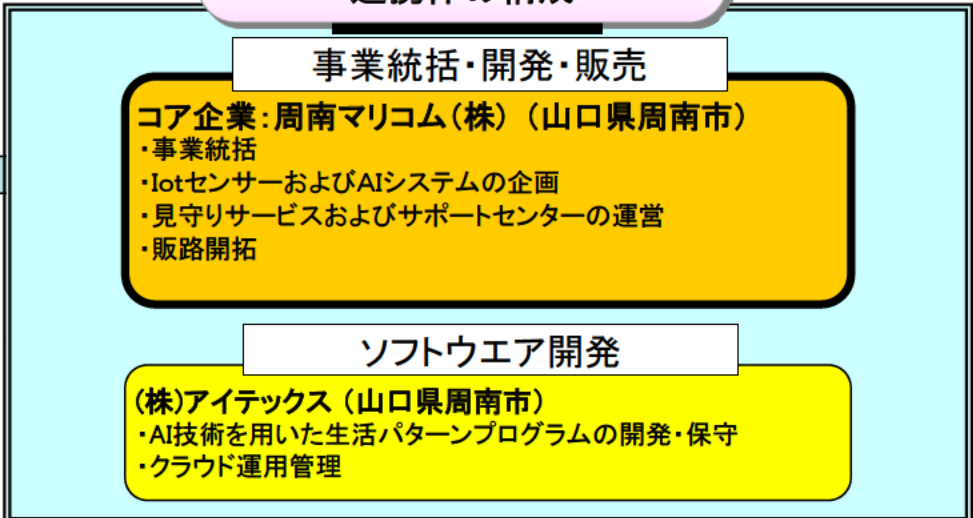 事業統括・開発・販売
コア企業：周南マリコム（株）（山口県周南市）
・事業統括
・IotセンサーおよびAIシステムの企画
・見守りサービスおよびサポートセンターの運営
・販路開拓
ソフトウエア開発
(株)アイテックス（山口県周南市）
・AI技術を用いた生活パターンプログラムの開発・保守
・クラウド運用管理